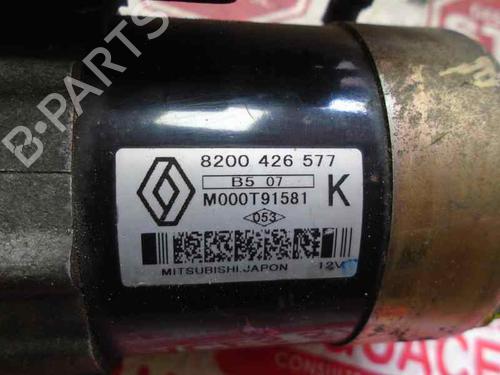 8200 426 577
B5 07
M000T91581 K
053
MITSUBISHI.JAPON 12V
B-PARTS